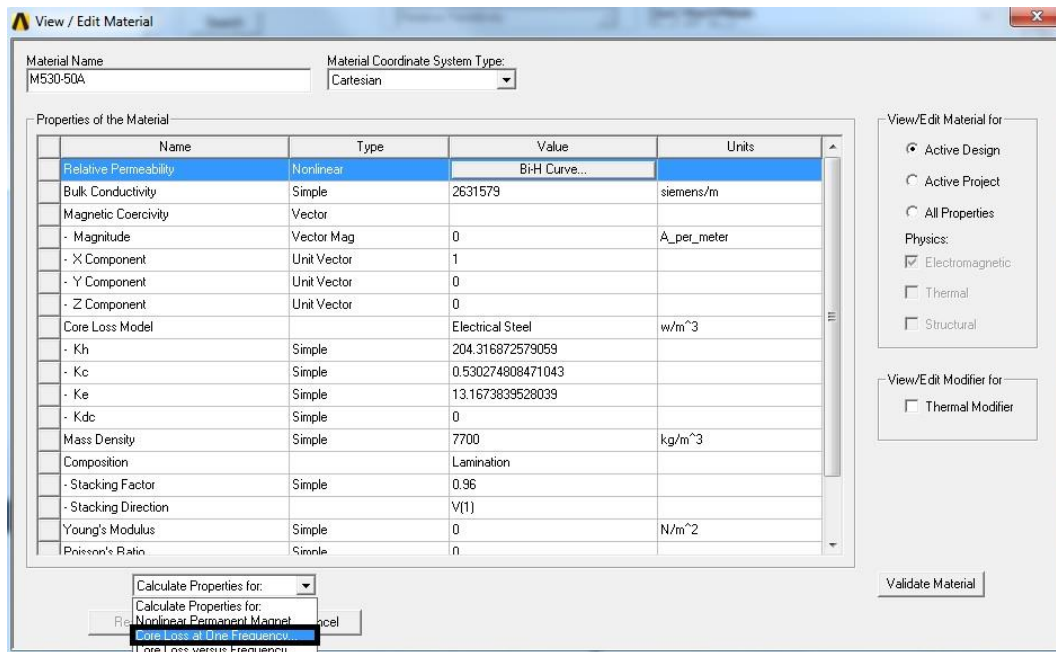 View / Edit Material
Material Name
Material Coordinate System Type:
M530-50A
Cartesian
Properties of the Material
View/Edit Material for
Name Type Value Units
Active Design
Relative Permeability Nonlinear Bi-H Curve...
Bulk Conductivity Simple 2631579 siemens/m
Active Project
Magnetic Coercivity Vector
All Properties
- Magnitude Vector Mag 0 A_per_meter
Physics:
- X Component Unit Vector 1
Electromagnetic
- Y Component Unit Vector 0
Thermal
- Z Component Unit Vector 0
Structural
Core Loss Model Electrical Steel w/m^3
- Kh Simple 204.316872579059
- Kc Simple 0.530274808471043
View/Edit Modifier for
- Ke Simple 13.1673839528039
Thermal Modifier
- Kdc Simple 0
Mass Density Simple 7700 kg/m^3
Composition Lamination
- Stacking Factor Simple 0.96
- Stacking Direction V(1)
Young's Modulus Simple 0 N/m^2
Poisson's Ratio Simple 0
Calculate Properties for:
Validate Material
Calculate Properties for:
Nonlinear Permanent Magnet...
Core Loss at One Frequency...
Core Loss versus Frequency